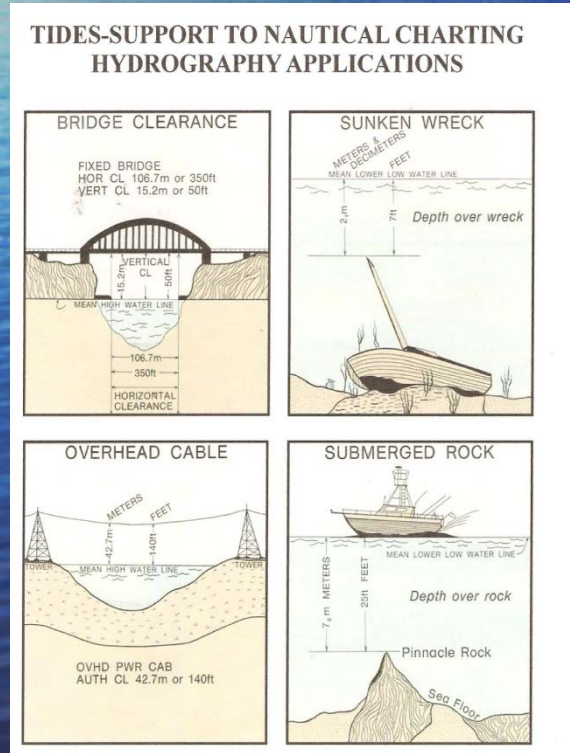 TIDES-SUPPORT TO NAUTICAL CHARTING
HYDROGRAPHY APPLICATIONS
BRIDGE CLEARANCE
FIXED BRIDGE
HOR CL 106.7m or 350ft
VERT CL 15.2m or 50ft
VERTICAL
CL
15.2m
50ft
MEAN HIGH WATER LINE
106.7m
350ft
HORIZONTAL
CLEARANCE
SUNKEN WRECK
METERS &
DECIMETERS
FEET
MEAN LOWER LOW WATER LINE
2₁m
7ft
Depth over wreck
OVERHEAD CABLE
METERS
FEET
42.7m
140ft
TOWER
MEAN HIGH WATER LINE
TOWER
OVHD PWR CAB
AUTH CL 42.7m or 140ft
SUBMERGED ROCK
MEAN LOWER LOW WATER LINE
m METERS
25ft FEET
Depth over rock
Pinnacle Rock
Sea Floor